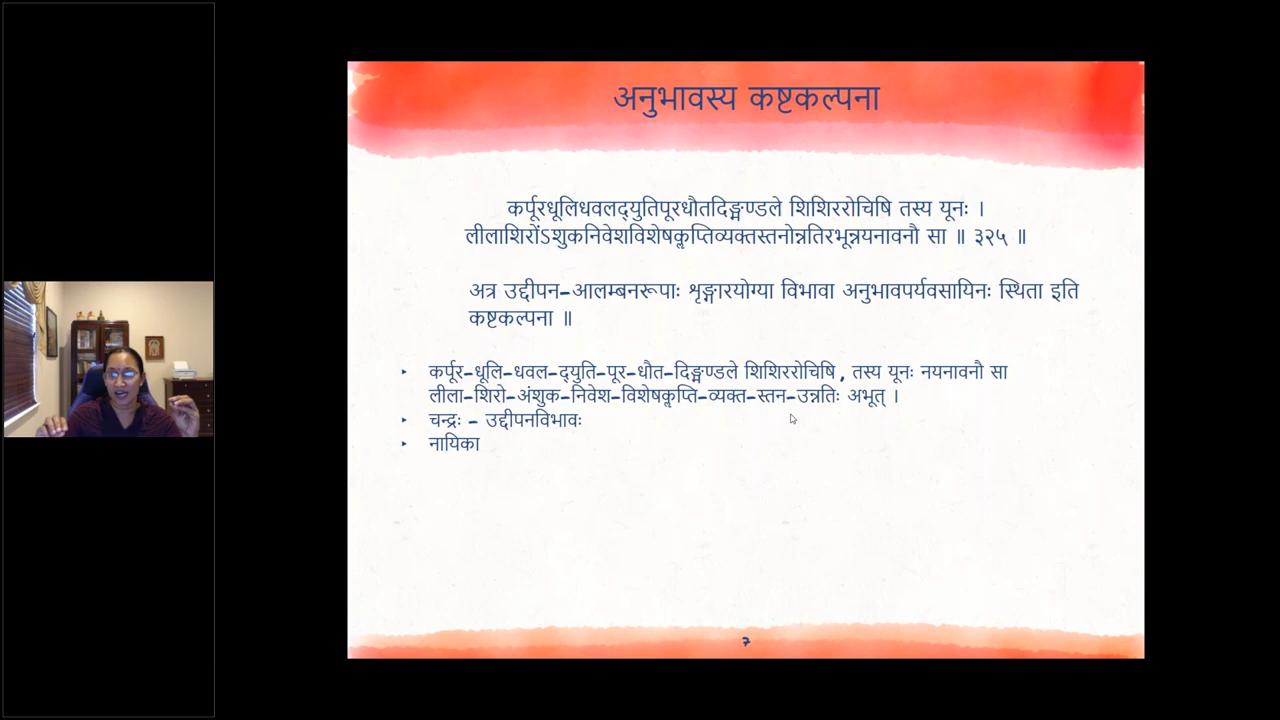 अनुभावस्य कष्टकल्पना
कर्पूरधूलिधवलद्युतिपूरधौतदिङ्मण्डले शिशिररोचिषि तस्य यूनः ।
लीलाशिरोंऽशुकनिवेशविशेषकॢप्तिव्यक्तस्तनोन्नतिरभून्नयनावनौ सा ॥ ३२५ ॥
अत्र उद्दीपन-आलम्बनरूपाः शृङ्गारयोग्या विभावा अनुभावपर्यवसायिनः स्थिता इति
कष्टकल्पना ॥
‣ कर्पूर-धूलि-धवल-द्युति-पूर-धौत-दिङ्मण्डले शिशिररोचिषि , तस्य यूनः नयनावनौ सा
लीला-शिरो-अंशुक-निवेश-विशेषकॢप्ति-व्यक्त-स्तन-उन्नतिः अभूत् ।
‣ चन्द्रः - उद्दीपनविभावः
‣ नायिका
७